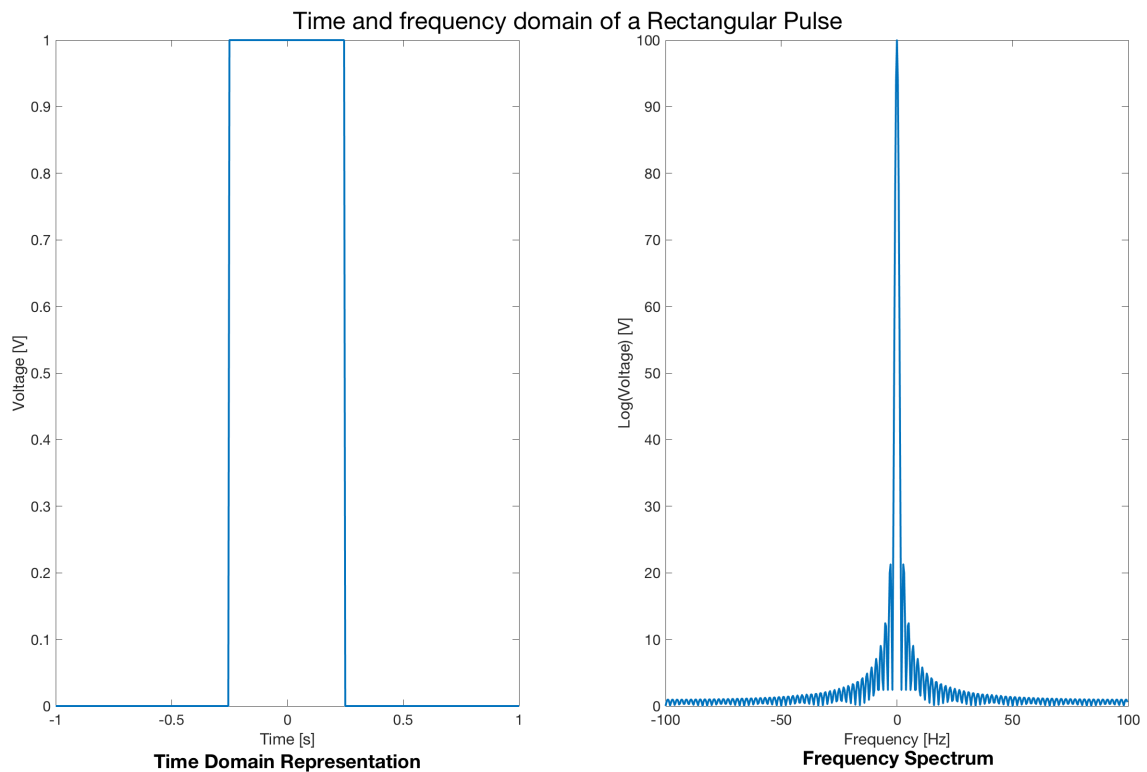 Time and frequency domain of a Rectangular Pulse
1
0.9
0.8
0.7
0.6
0.5
0.4
0.3
0.2
0.1
0
Voltage [V]
-1 -0.5 0 0.5 1
Time [s]
Time Domain Representation
100
90
80
70
60
50
40
30
20
10
0
Log(Voltage) [V]
-100 -50 0 50 100
Frequency [Hz]
Frequency Spectrum